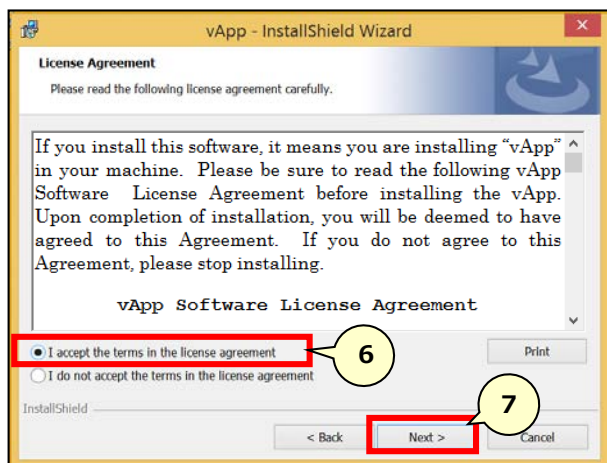 vApp - InstallShield Wizard
License Agreement
Please read the following license agreement carefully.
If you install this software, it means you are installing “vApp”
in your machine. Please be sure to read the following vApp
Software License Agreement before installing the vApp.
Upon completion of installation, you will be deemed to have
agreed to this Agreement. If you do not agree to this
Agreement, please stop installing.
vApp Software License Agreement
I accept the terms in the license agreement
6
Print
I do not accept the terms in the license agreement
7
InstallShield
< Back
Next >
Cancel